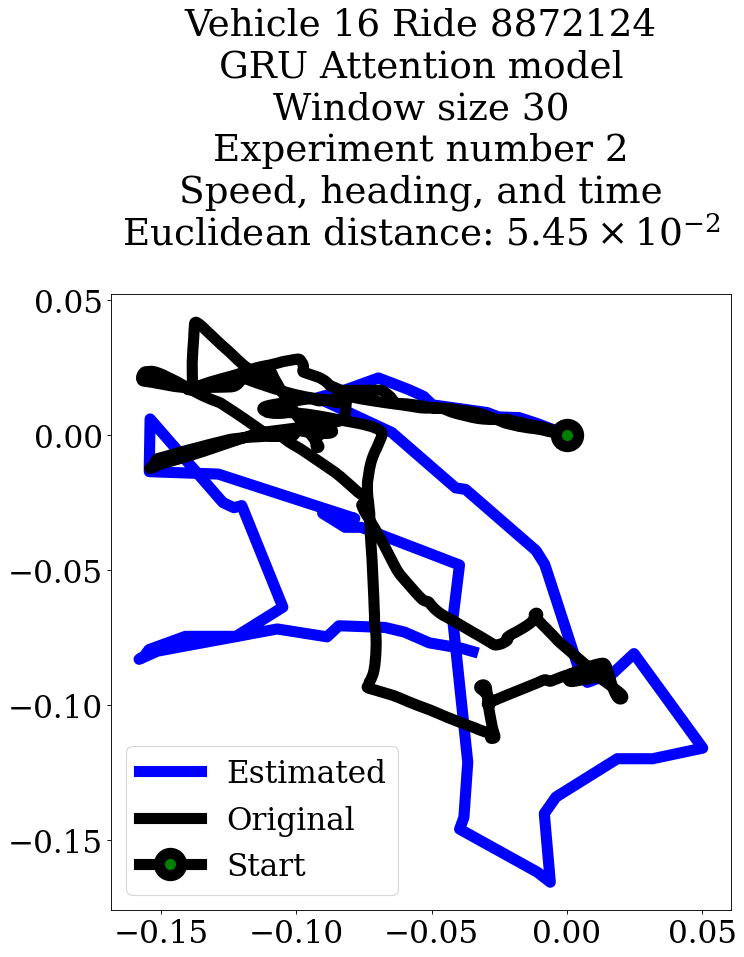 Vehicle 16 Ride 8872124
GRU Attention model
Window size 30
Experiment number 2
Speed, heading, and time
Euclidean distance: 5.45 × 10⁻²
0.05
0.00
−0.05
−0.10
−0.15
Estimated
Original
Start
−0.15 −0.10 −0.05 0.00 0.05